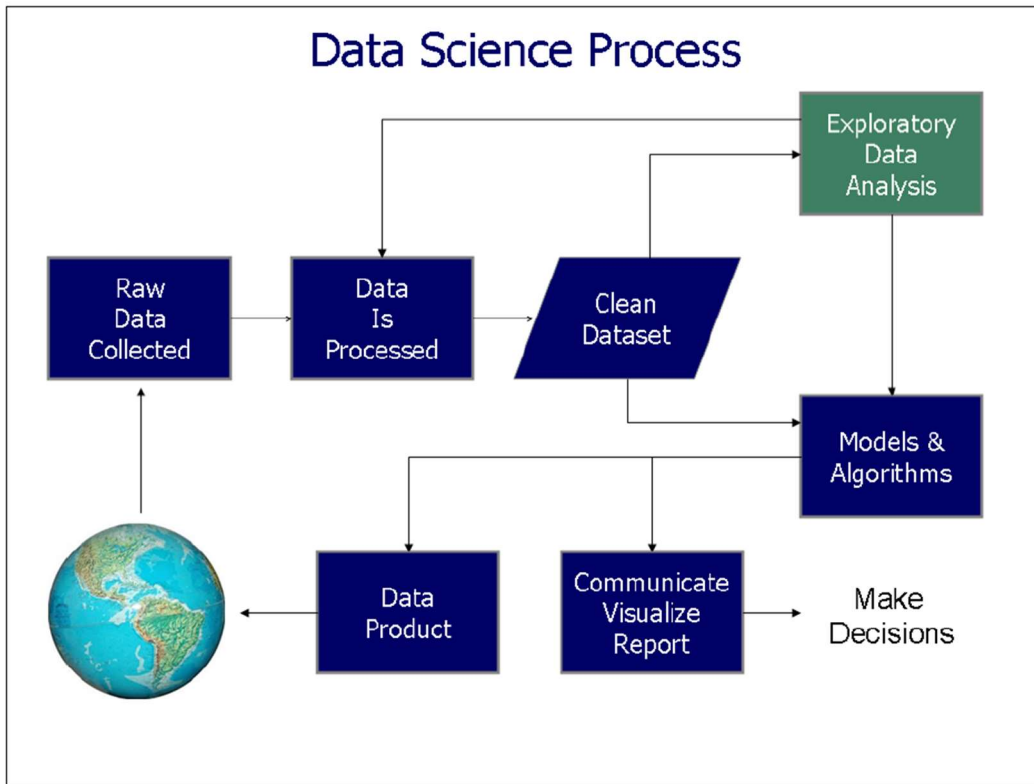 Data Science Process
Exploratory
Data
Analysis
Raw
Data
Collected
Data
Is
Processed
Clean
Dataset
Models &
Algorithms
Data
Product
Communicate
Visualize
Report
Make
Decisions